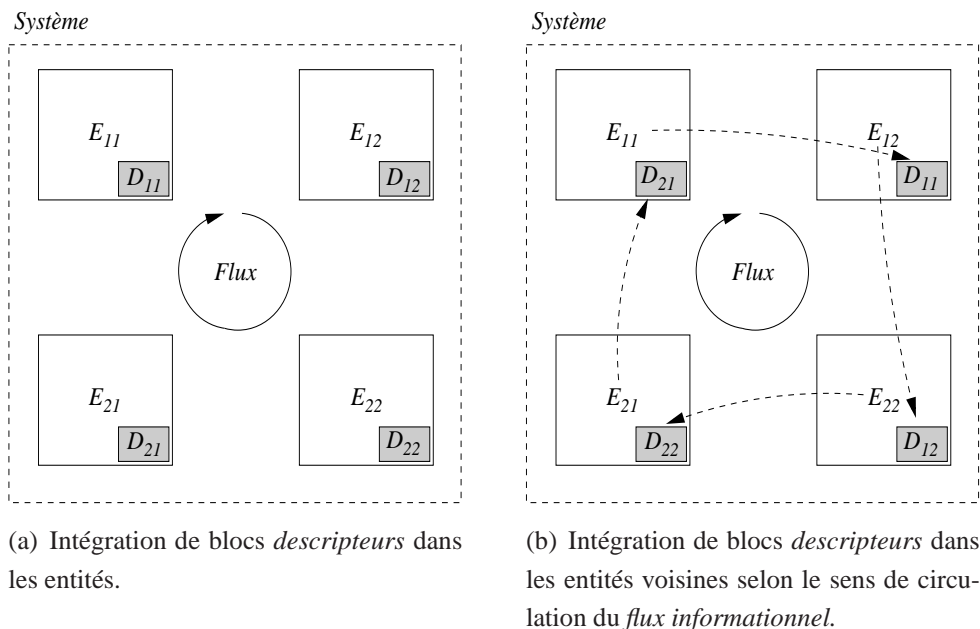 Système
E11
D11
E12
D12
Flux
E21
D21
E22
D22
(a) Intégration de blocs descripteurs dans
les entités.
Système
E11
D21
E12
D11
Flux
E21
D22
E22
D12
(b) Intégration de blocs descripteurs dans
les entités voisines selon le sens de circu-
lation du flux informationnel.